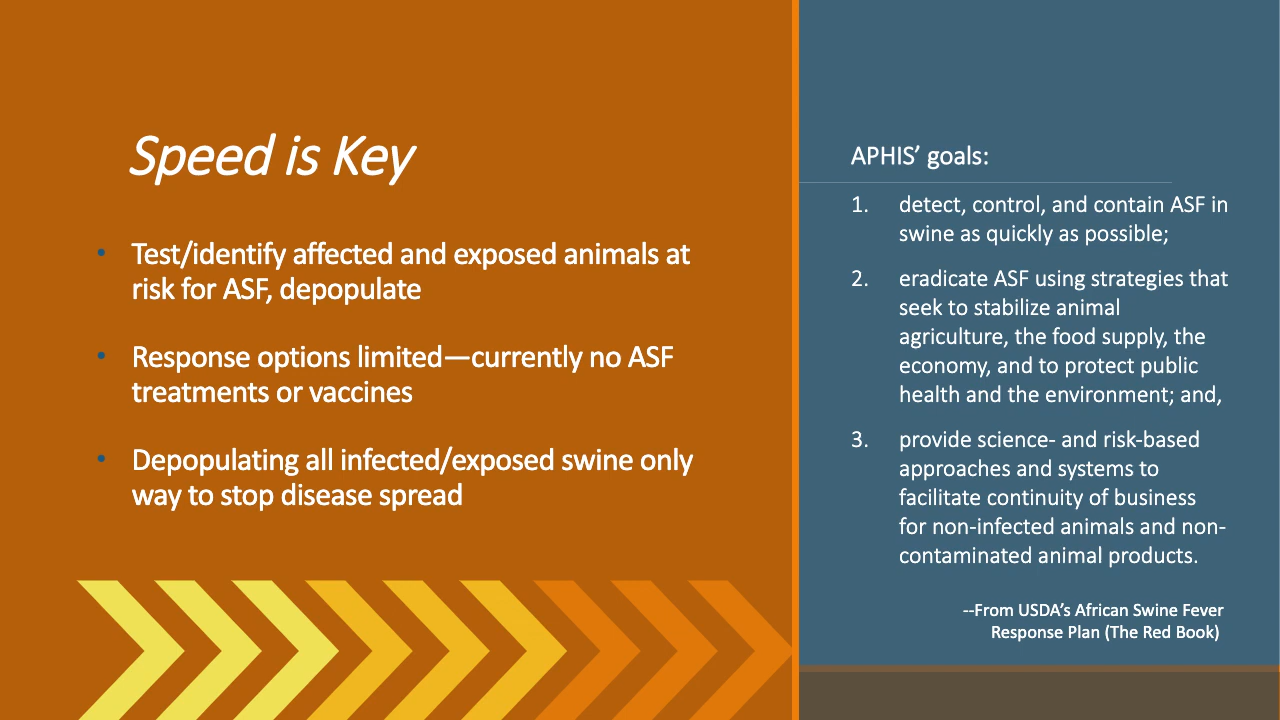 Speed is Key
• Test/identify affected and exposed animals at
risk for ASF, depopulate
• Response options limited—currently no ASF
treatments or vaccines
• Depopulating all infected/exposed swine only
way to stop disease spread
APHIS’ goals:
1. detect, control, and contain ASF in
swine as quickly as possible;
2. eradicate ASF using strategies that
seek to stabilize animal
agriculture, the food supply, the
economy, and to protect public
health and the environment; and,
3. provide science- and risk-based
approaches and systems to
facilitate continuity of business
for non-infected animals and non-
contaminated animal products.
--From USDA’s African Swine Fever
Response Plan (The Red Book)